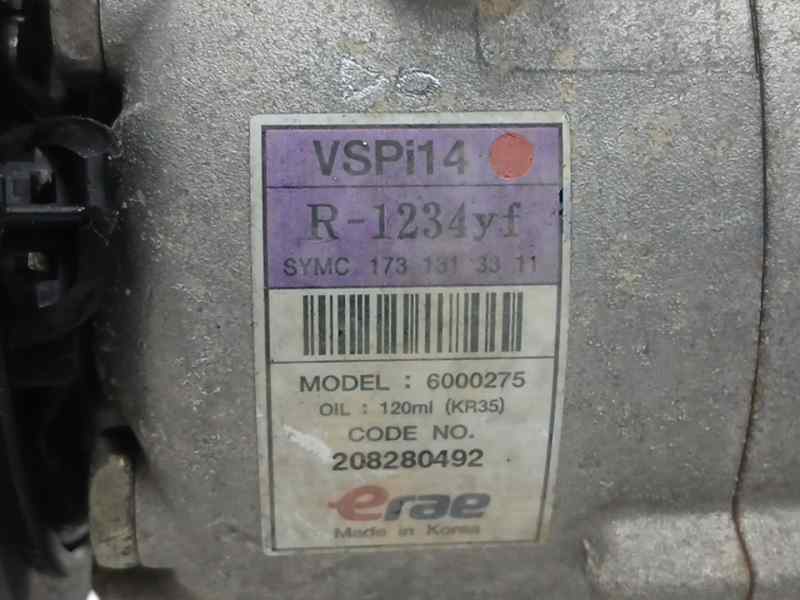 VSPi14
R-1234yf
SYMC 173 131 33 11
MODEL : 6000275
OIL : 120ml (KR35)
CODE NO.
208280492
erae
Made in Korea